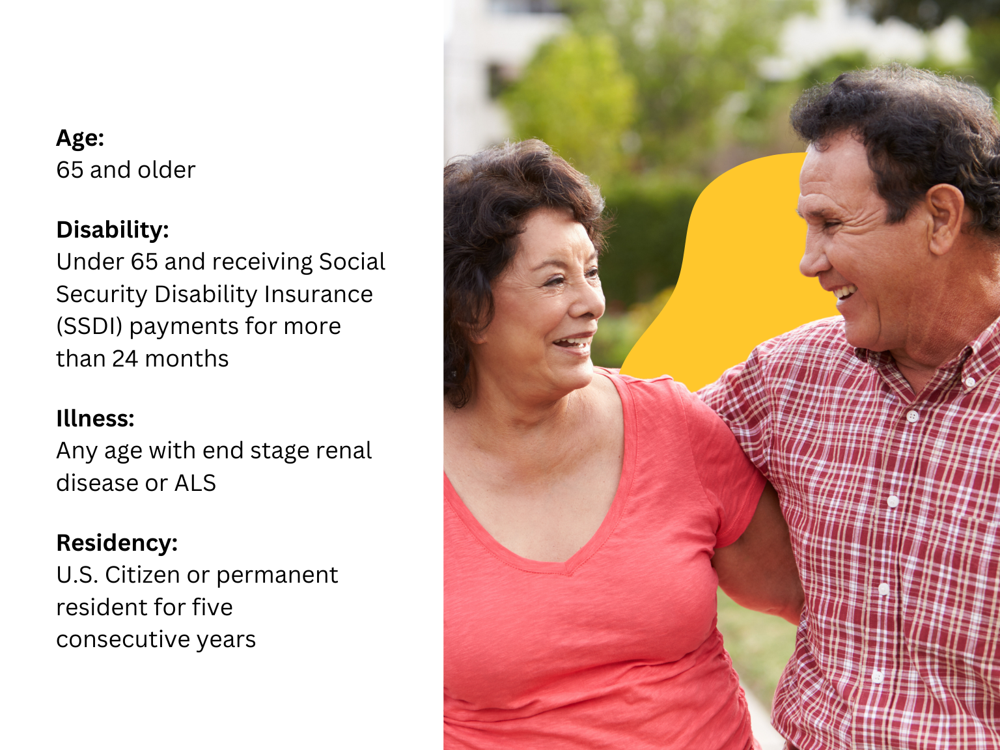 Age:
65 and older
Disability:
Under 65 and receiving Social
Security Disability Insurance
(SSDI) payments for more
than 24 months
Illness:
Any age with end stage renal
disease or ALS
Residency:
U.S. Citizen or permanent
resident for five
consecutive years